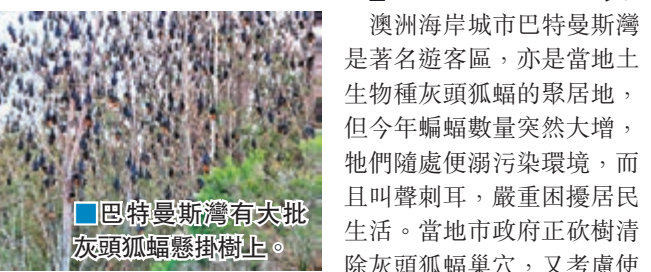 澳洲海岸城市巴特曼斯灣
是著名遊客區，亦是當地土
生物種灰頭狐蝠的聚居地，
但今年蝙蝠數量突然大增，
牠們隨處便溺污染環境，而
且叫聲刺耳，嚴重困擾居民
生活。當地市政府正砍樹清
除灰頭狐蝠巢穴，又考慮使
■巴特曼斯灣有大批
灰頭狐蝠懸掛樹上。